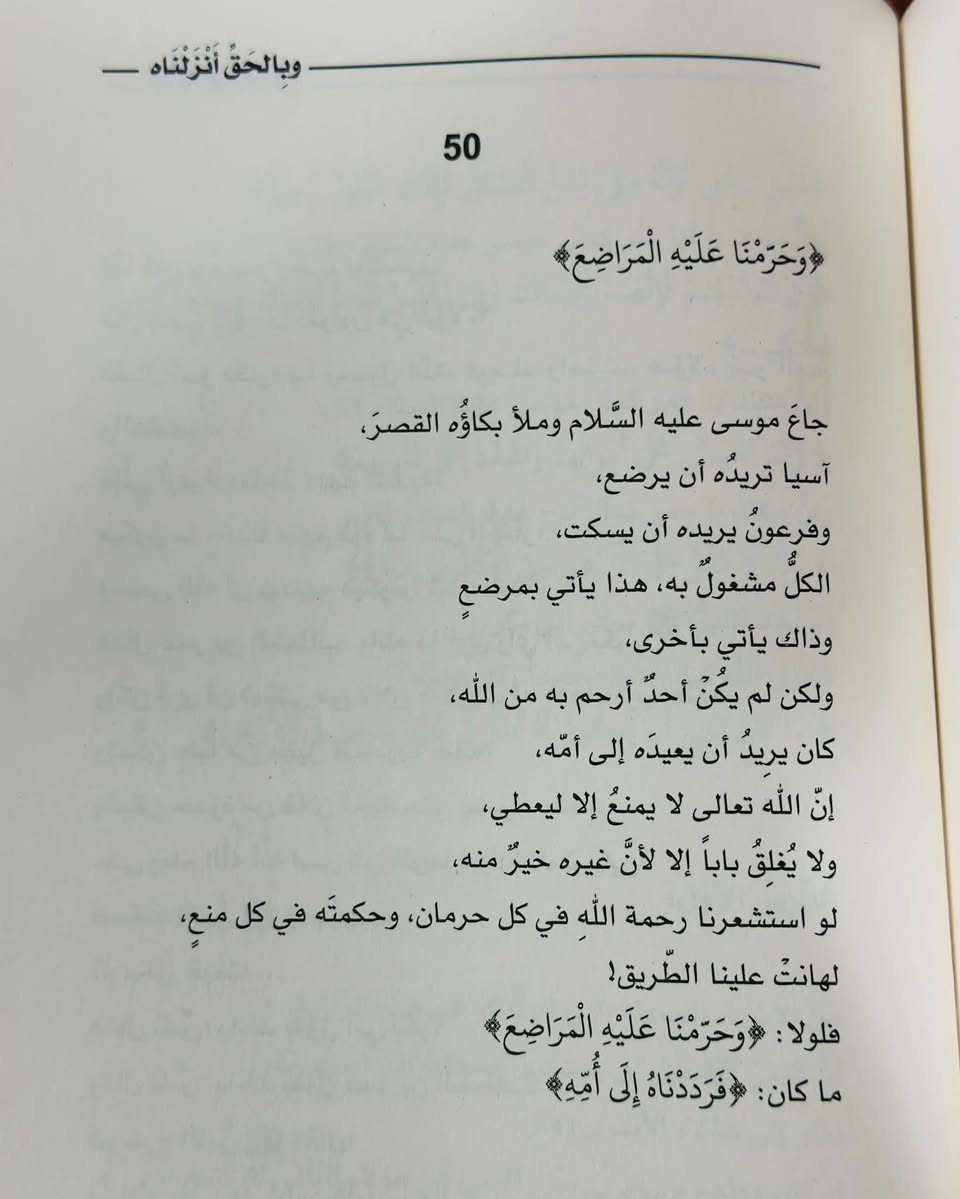 وبِالحَقِّ أَنْزَلْنَاه
50
﴿وَحَرَّمْنَا عَلَيْهِ الْمَرَاضِعَ﴾
جاعَ موسى عليه السَّلام وملأ بكاؤُه القصرَ،
آسيا تريدُه أن يرضع،
وفرعونُ يريده أن يسكت،
الكلُّ مشغولٌ به، هذا يأتي بمرضعٍ
وذاك يأتي بأخرى،
ولكن لم يكُنْ أحدٌ أرحم به من الله،
كان يريدُ أن يعيدَه إلى أمّه،
إنّ الله تعالى لا يمنعُ إلا ليعطي،
ولا يُغلِقُ باباً إلا لأنَّ غيره خيرٌ منه،
لو استشعرنا رحمة اللهِ في كل حرمان، وحكمتَه في كل منعٍ،
لهانتْ علينا الطّريق!
فلولا: ﴿وَحَرَّمْنَا عَلَيْهِ الْمَرَاضِعَ﴾
ما كان: ﴿فَرَدَدْنَاهُ إِلَى أُمِّهِ﴾